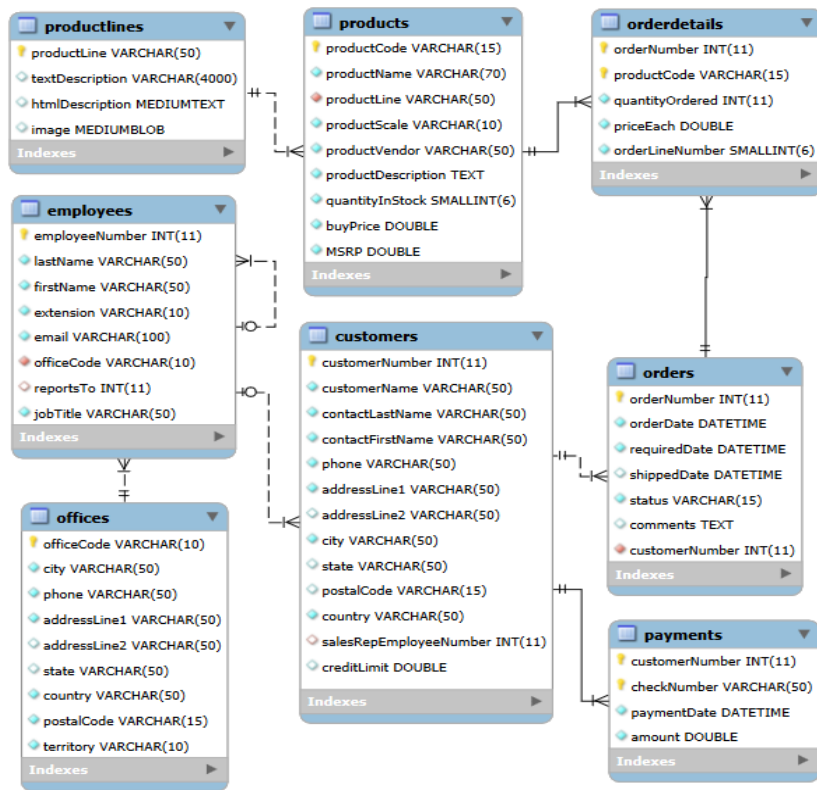 productlines
productLine VARCHAR(50)
textDescription VARCHAR(4000)
htmlDescription MEDIUMTEXT
image MEDIUMBLOB
Indexes
products
productCode VARCHAR(15)
productName VARCHAR(70)
productLine VARCHAR(50)
productScale VARCHAR(10)
productVendor VARCHAR(50)
productDescription TEXT
quantityInStock SMALLINT(6)
buyPrice DOUBLE
MSRP DOUBLE
Indexes
orderdetails
orderNumber INT(11)
productCode VARCHAR(15)
quantityOrdered INT(11)
priceEach DOUBLE
orderLineNumber SMALLINT(6)
Indexes
employees
employeeNumber INT(11)
lastName VARCHAR(50)
firstName VARCHAR(50)
extension VARCHAR(10)
email VARCHAR(100)
officeCode VARCHAR(10)
reportsTo INT(11)
jobTitle VARCHAR(50)
Indexes
customers
customerNumber INT(11)
customerName VARCHAR(50)
contactLastName VARCHAR(50)
contactFirstName VARCHAR(50)
phone VARCHAR(50)
addressLine1 VARCHAR(50)
addressLine2 VARCHAR(50)
city VARCHAR(50)
state VARCHAR(50)
postalCode VARCHAR(15)
country VARCHAR(50)
salesRepEmployeeNumber INT(11)
creditLimit DOUBLE
Indexes
orders
orderNumber INT(11)
orderDate DATETIME
requiredDate DATETIME
shippedDate DATETIME
status VARCHAR(15)
comments TEXT
customerNumber INT(11)
Indexes
offices
officeCode VARCHAR(10)
city VARCHAR(50)
phone VARCHAR(50)
addressLine1 VARCHAR(50)
addressLine2 VARCHAR(50)
state VARCHAR(50)
country VARCHAR(50)
postalCode VARCHAR(15)
territory VARCHAR(10)
Indexes
payments
customerNumber INT(11)
checkNumber VARCHAR(50)
paymentDate DATETIME
amount DOUBLE
Indexes